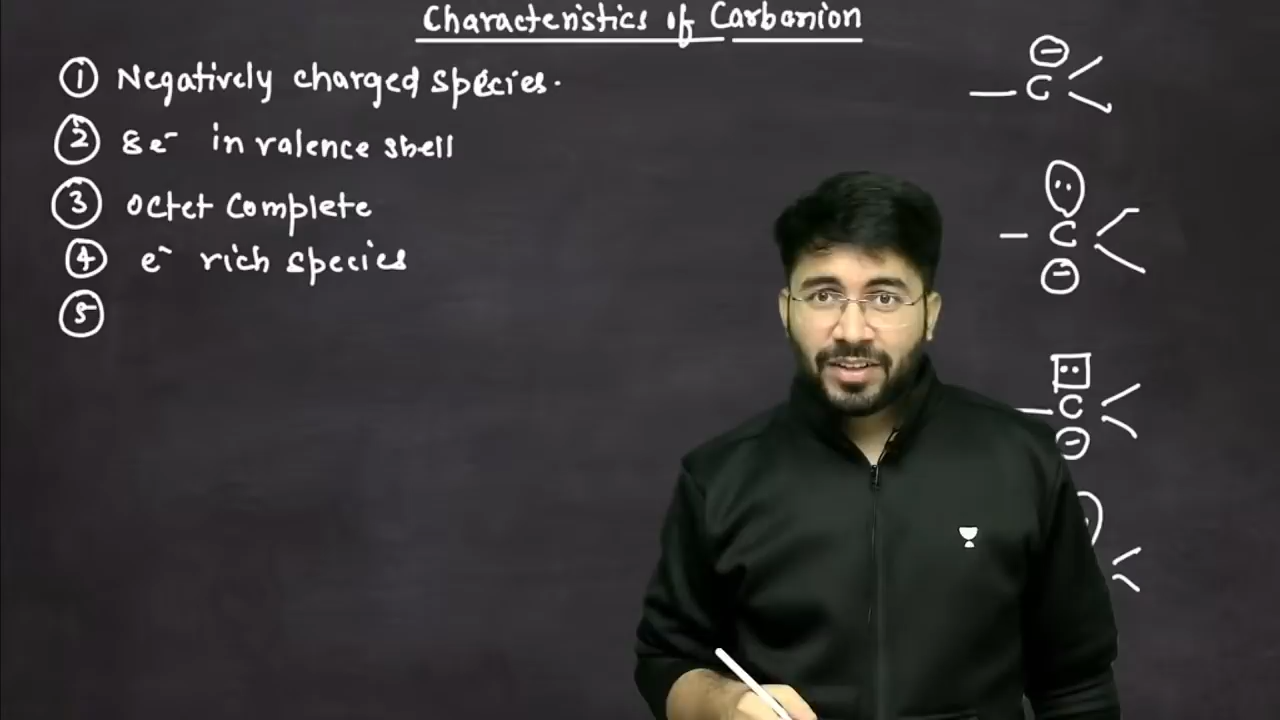 Characteristics of Carbanion
① Negatively charged species.
② 8e⁻ in valence shell
③ Octet Complete
④ e⁻ rich species
⑤
⊖
C
C
⊖
C
⊖